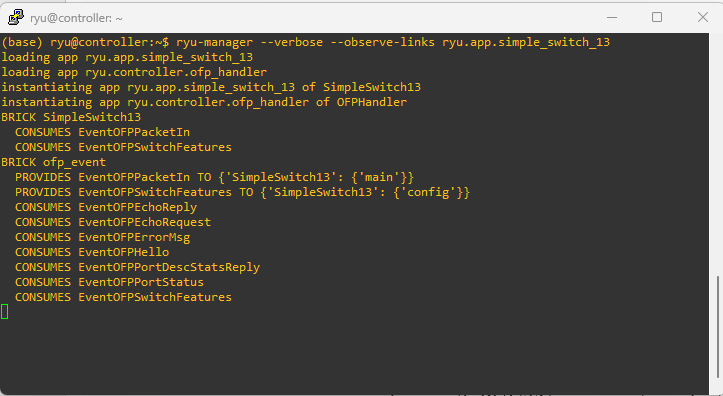 ryu@controller: ~
(base) ryu@controller:~$ ryu-manager --verbose --observe-links ryu.app.simple_switch_13
loading app ryu.app.simple_switch_13
loading app ryu.controller.ofp_handler
instantiating app ryu.app.simple_switch_13 of SimpleSwitch13
instantiating app ryu.controller.ofp_handler of OFPHandler
BRICK SimpleSwitch13
  CONSUMES EventOFPPacketIn
  CONSUMES EventOFPSwitchFeatures
BRICK ofp_event
  PROVIDES EventOFPPacketIn TO {'SimpleSwitch13': {'main'}}
  PROVIDES EventOFPSwitchFeatures TO {'SimpleSwitch13': {'config'}}
  CONSUMES EventOFPEchoReply
  CONSUMES EventOFPEchoRequest
  CONSUMES EventOFPErrorMsg
  CONSUMES EventOFPHello
  CONSUMES EventOFPPortDescStatsReply
  CONSUMES EventOFPPortStatus
  CONSUMES EventOFPSwitchFeatures